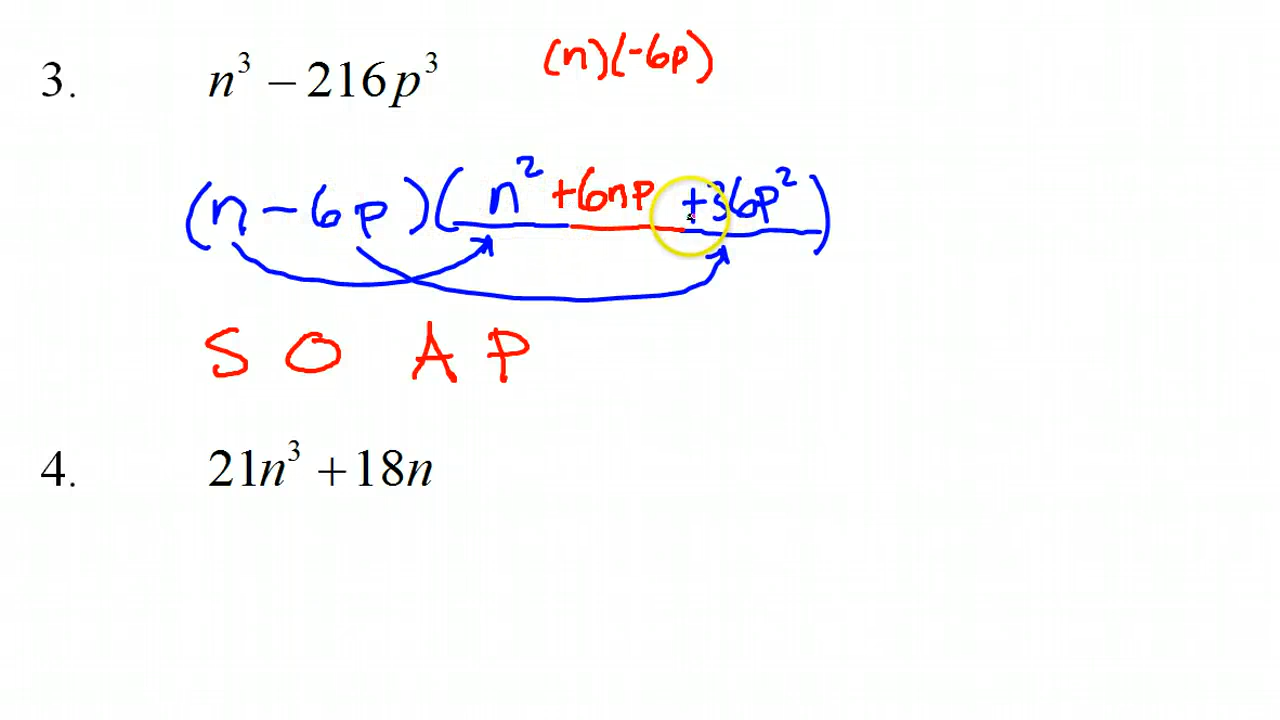 3. n³ − 216p³ (n)(-6p)
(n - 6p)(n² +6np +36p²)
S O A P
4. 21n³ + 18n